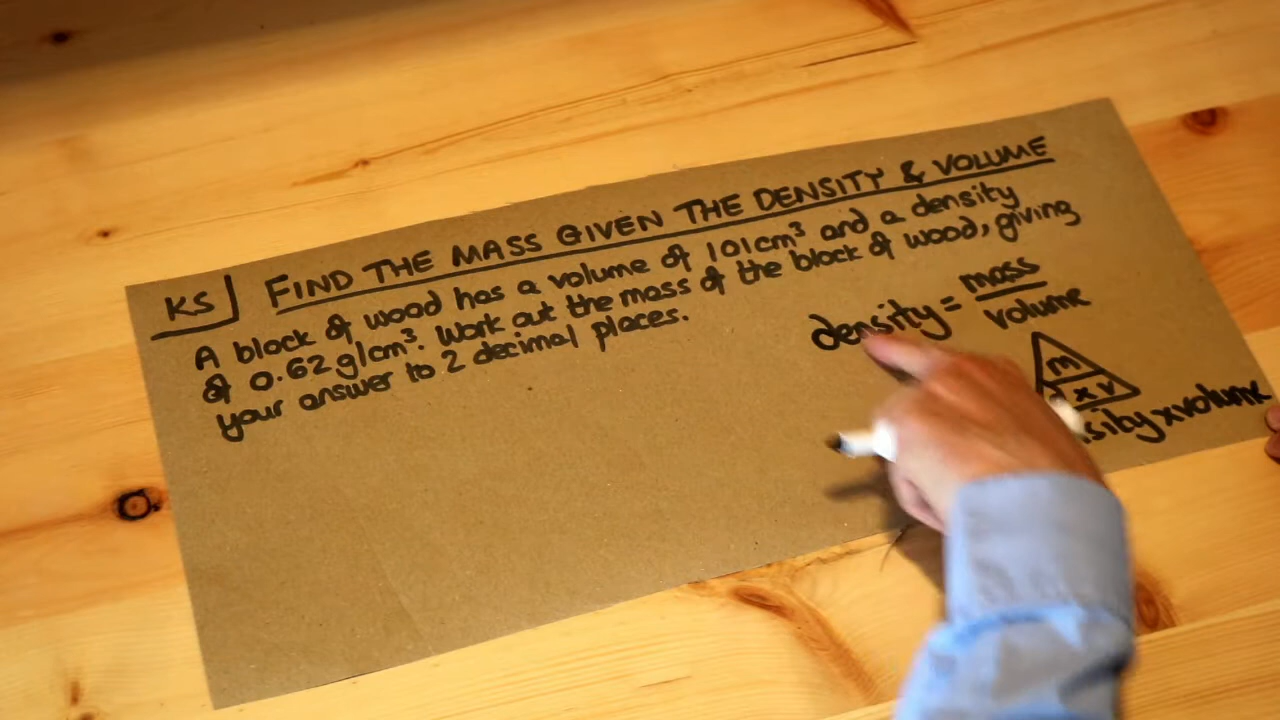 KS
FIND THE MASS GIVEN THE DENSITY & VOLUME
A block of wood has a volume of 101cm³ and a density
of 0.62g/cm³. Work out the mass of the block of wood, giving
your answer to 2 decimal places.
density = mass
volume
m
x v
sity x volume